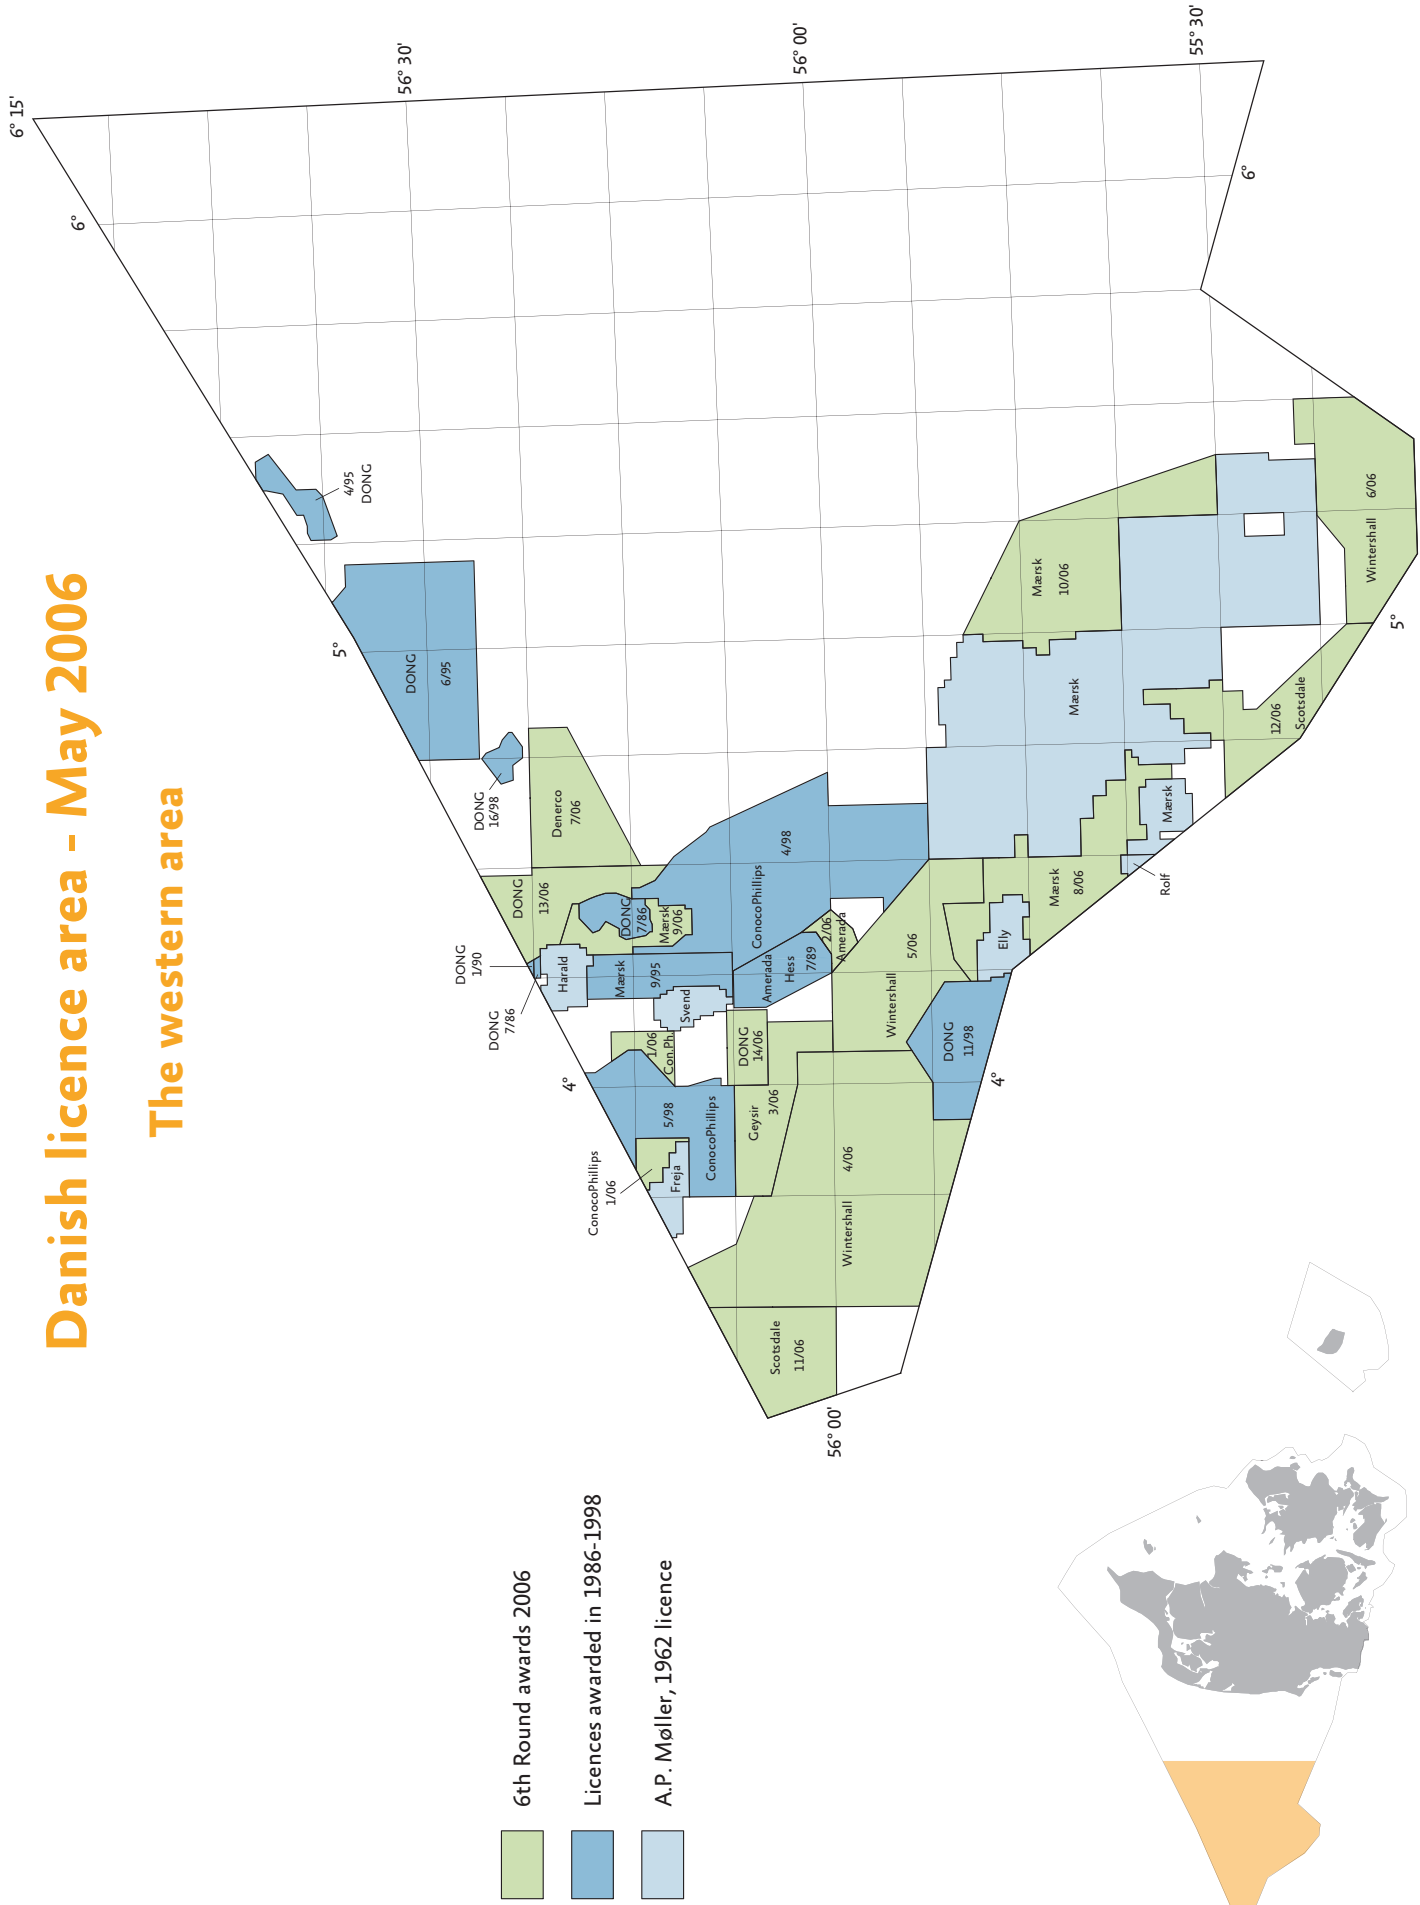 Danish licence area – May 2006
The western area
6° 15'
6°
5°
4°
56° 30'
56° 00'
55° 30'
6°
5°
4°
56° 00'
4/95
DONG
DONG
6/95
DONG
16/98
Denerco
7/06
DONG
13/06
DONG
1/90
DONG
7/86
Harald
DONG
7/86
Mærsk
9/06
Mærsk
9/95
Svend
1/06
Con.Ph.
ConocoPhillips
4/98
Amerada
Hess
7/89
2/06
Amerada
DONG
14/06
5/98
ConocoPhillips
ConocoPhillips
1/06
Freja
Geysir
3/06
Wintershall
4/06
Wintershall
5/06
Scotsdale
11/06
DONG
11/98
Elly
Mærsk
8/06
Rolf
Mærsk
Mærsk
Mærsk
10/06
Wintershall
6/06
12/06
Scotsdale
6th Round awards 2006
Licences awarded in 1986-1998
A.P. Møller, 1962 licence